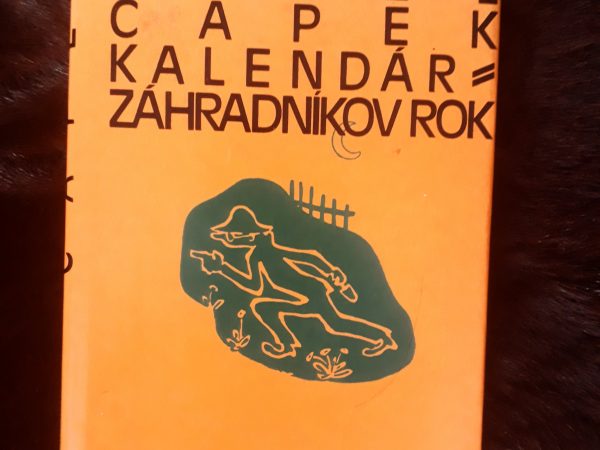 ČAPEK
KALENDÁR=
ZÁHRADNÍKOV ROK